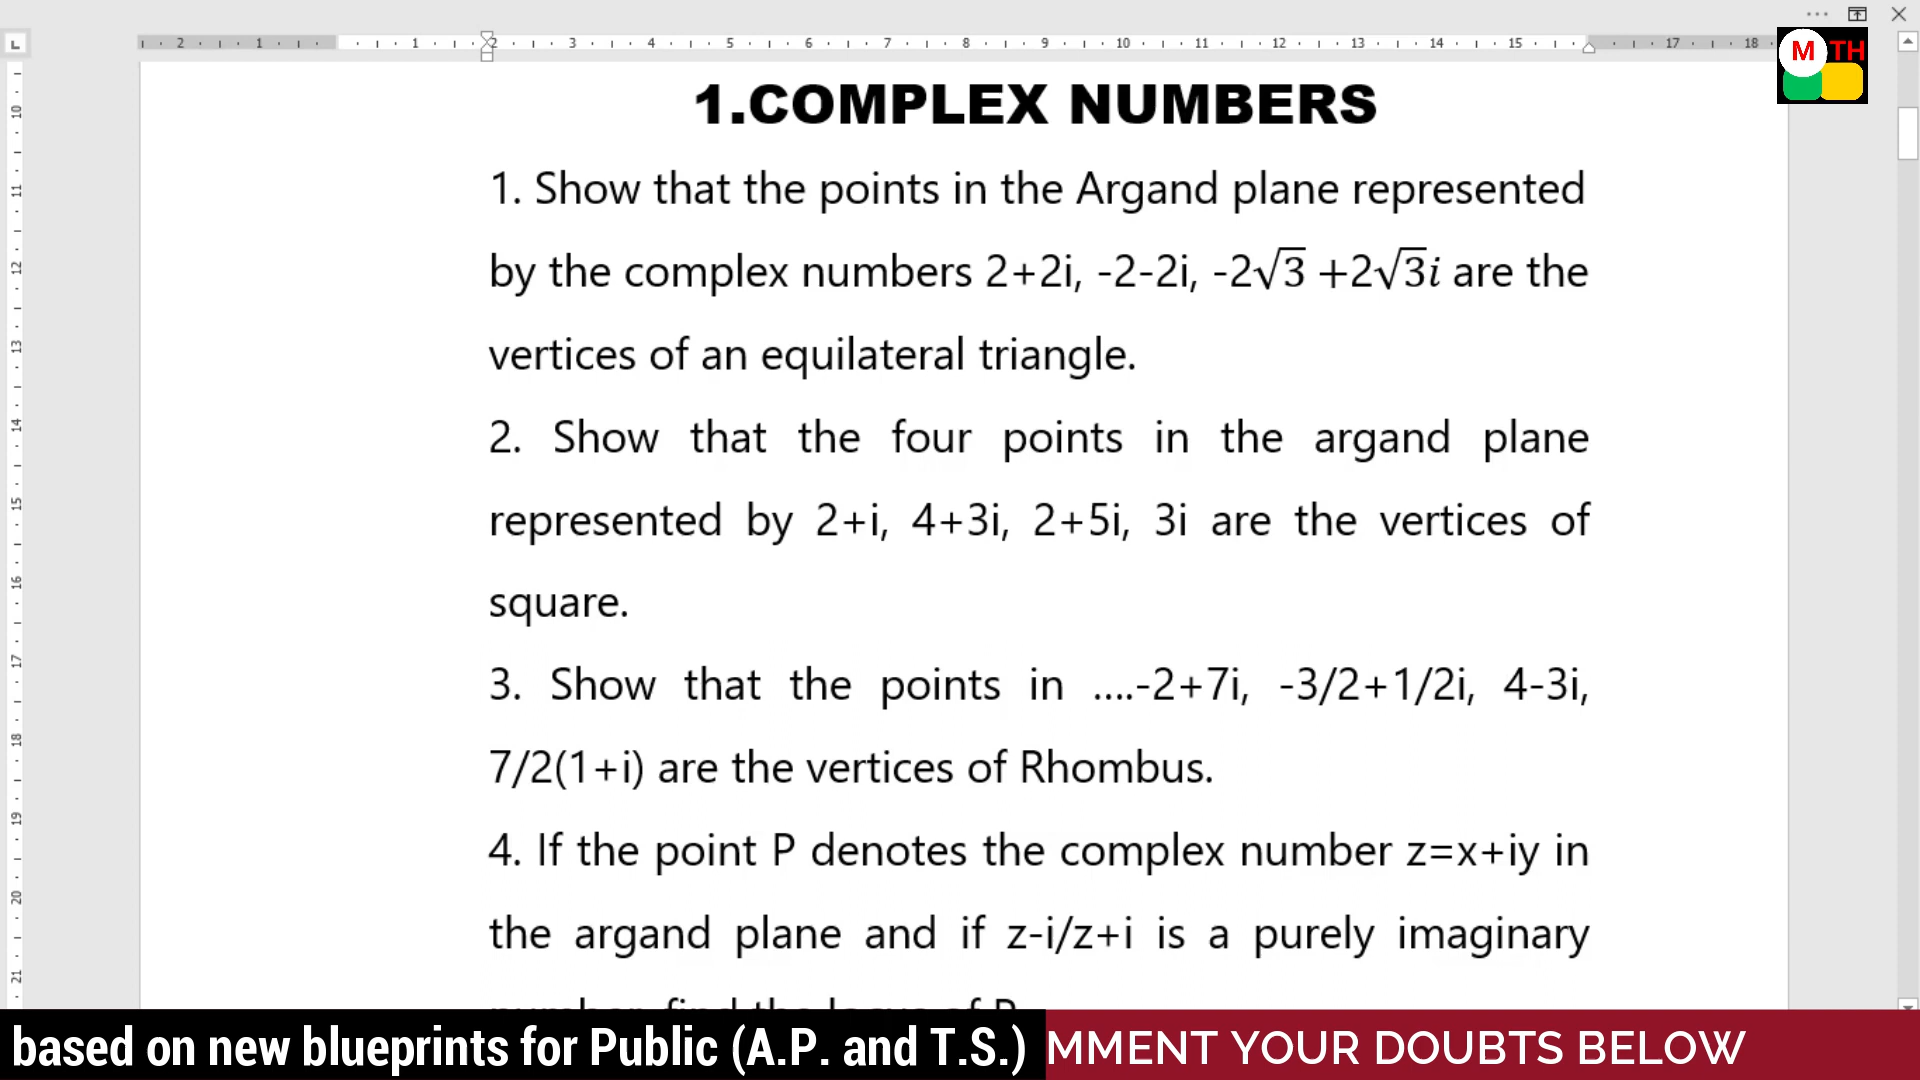 M TH
1.COMPLEX NUMBERS
1. Show that the points in the Argand plane represented
by the complex numbers 2+2i, -2-2i, -2√3 +2√3i are the
vertices of an equilateral triangle.
2. Show that the four points in the argand plane
represented by 2+i, 4+3i, 2+5i, 3i are the vertices of
square.
3. Show that the points in ....-2+7i, -3/2+1/2i, 4-3i,
7/2(1+i) are the vertices of Rhombus.
4. If the point P denotes the complex number z=x+iy in
the argand plane and if z-i/z+i is a purely imaginary
number, find the locus of P
based on new blueprints for Public (A.P. and T.S.)
MMENT YOUR DOUBTS BELOW